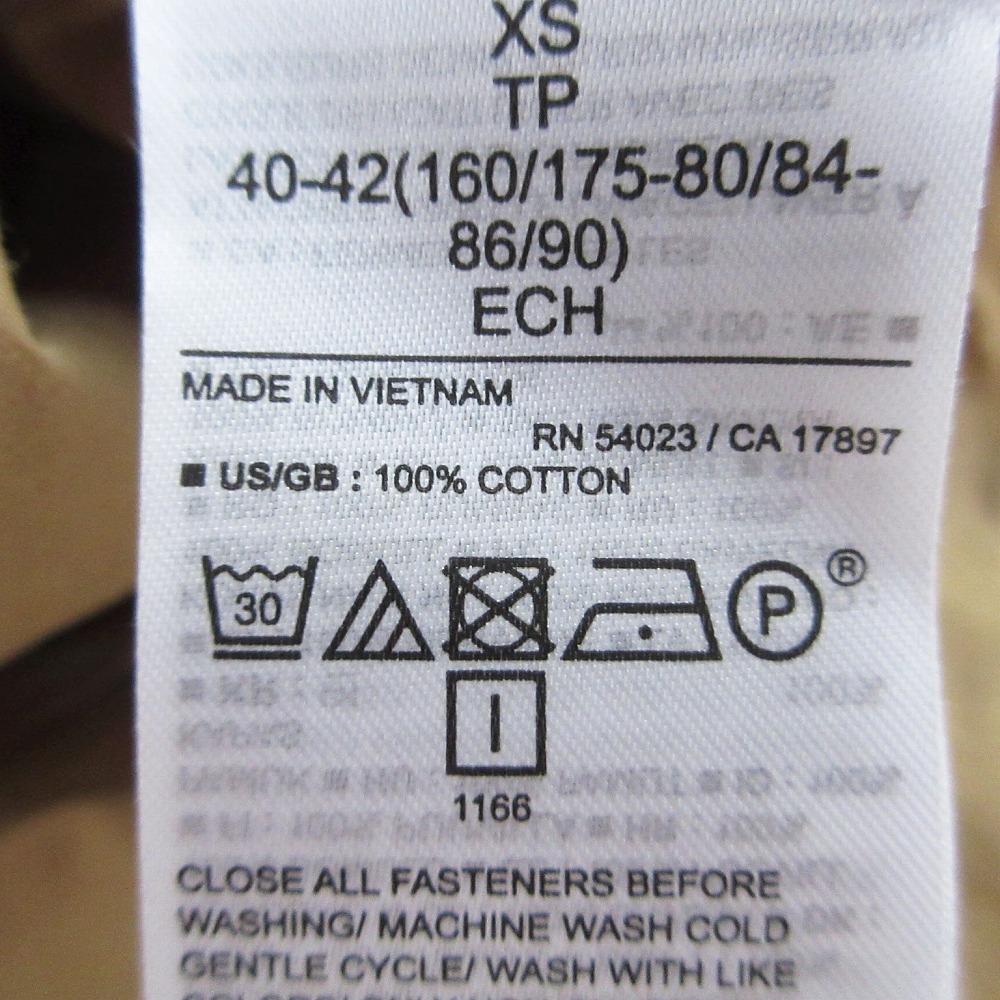 XS
TP
40-42(160/175-80/84-
86/90)
ECH
MADE IN VIETNAM
RN 54023 / CA 17897
■ US/GB : 100% COTTON
30 P ®
I
1166
CLOSE ALL FASTENERS BEFORE
WASHING/ MACHINE WASH COLD
GENTLE CYCLE/ WASH WITH LIKE